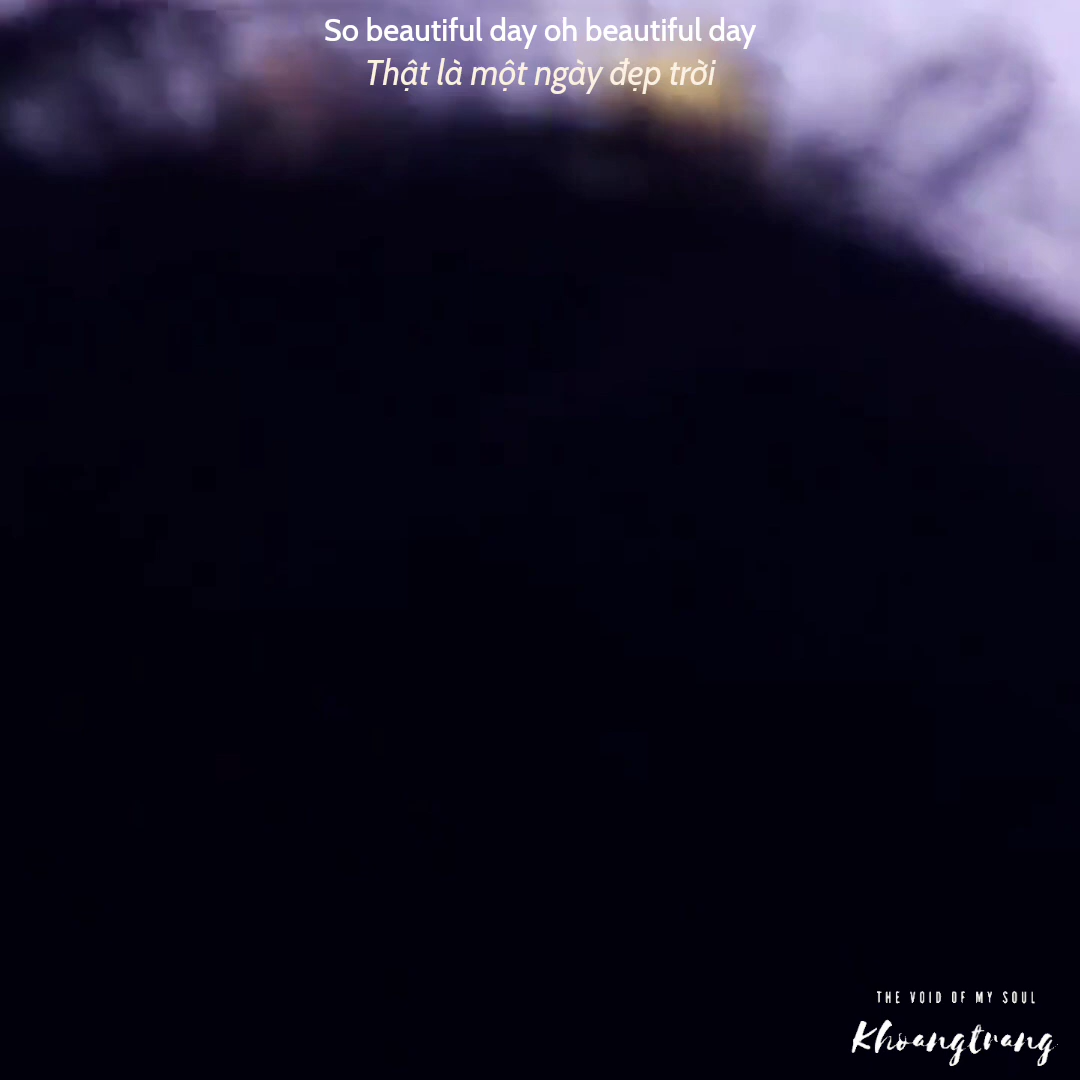 So beautiful day oh beautiful day
Thật là một ngày đẹp trời
THE VOID OF MY SOUL
Khoangtrang